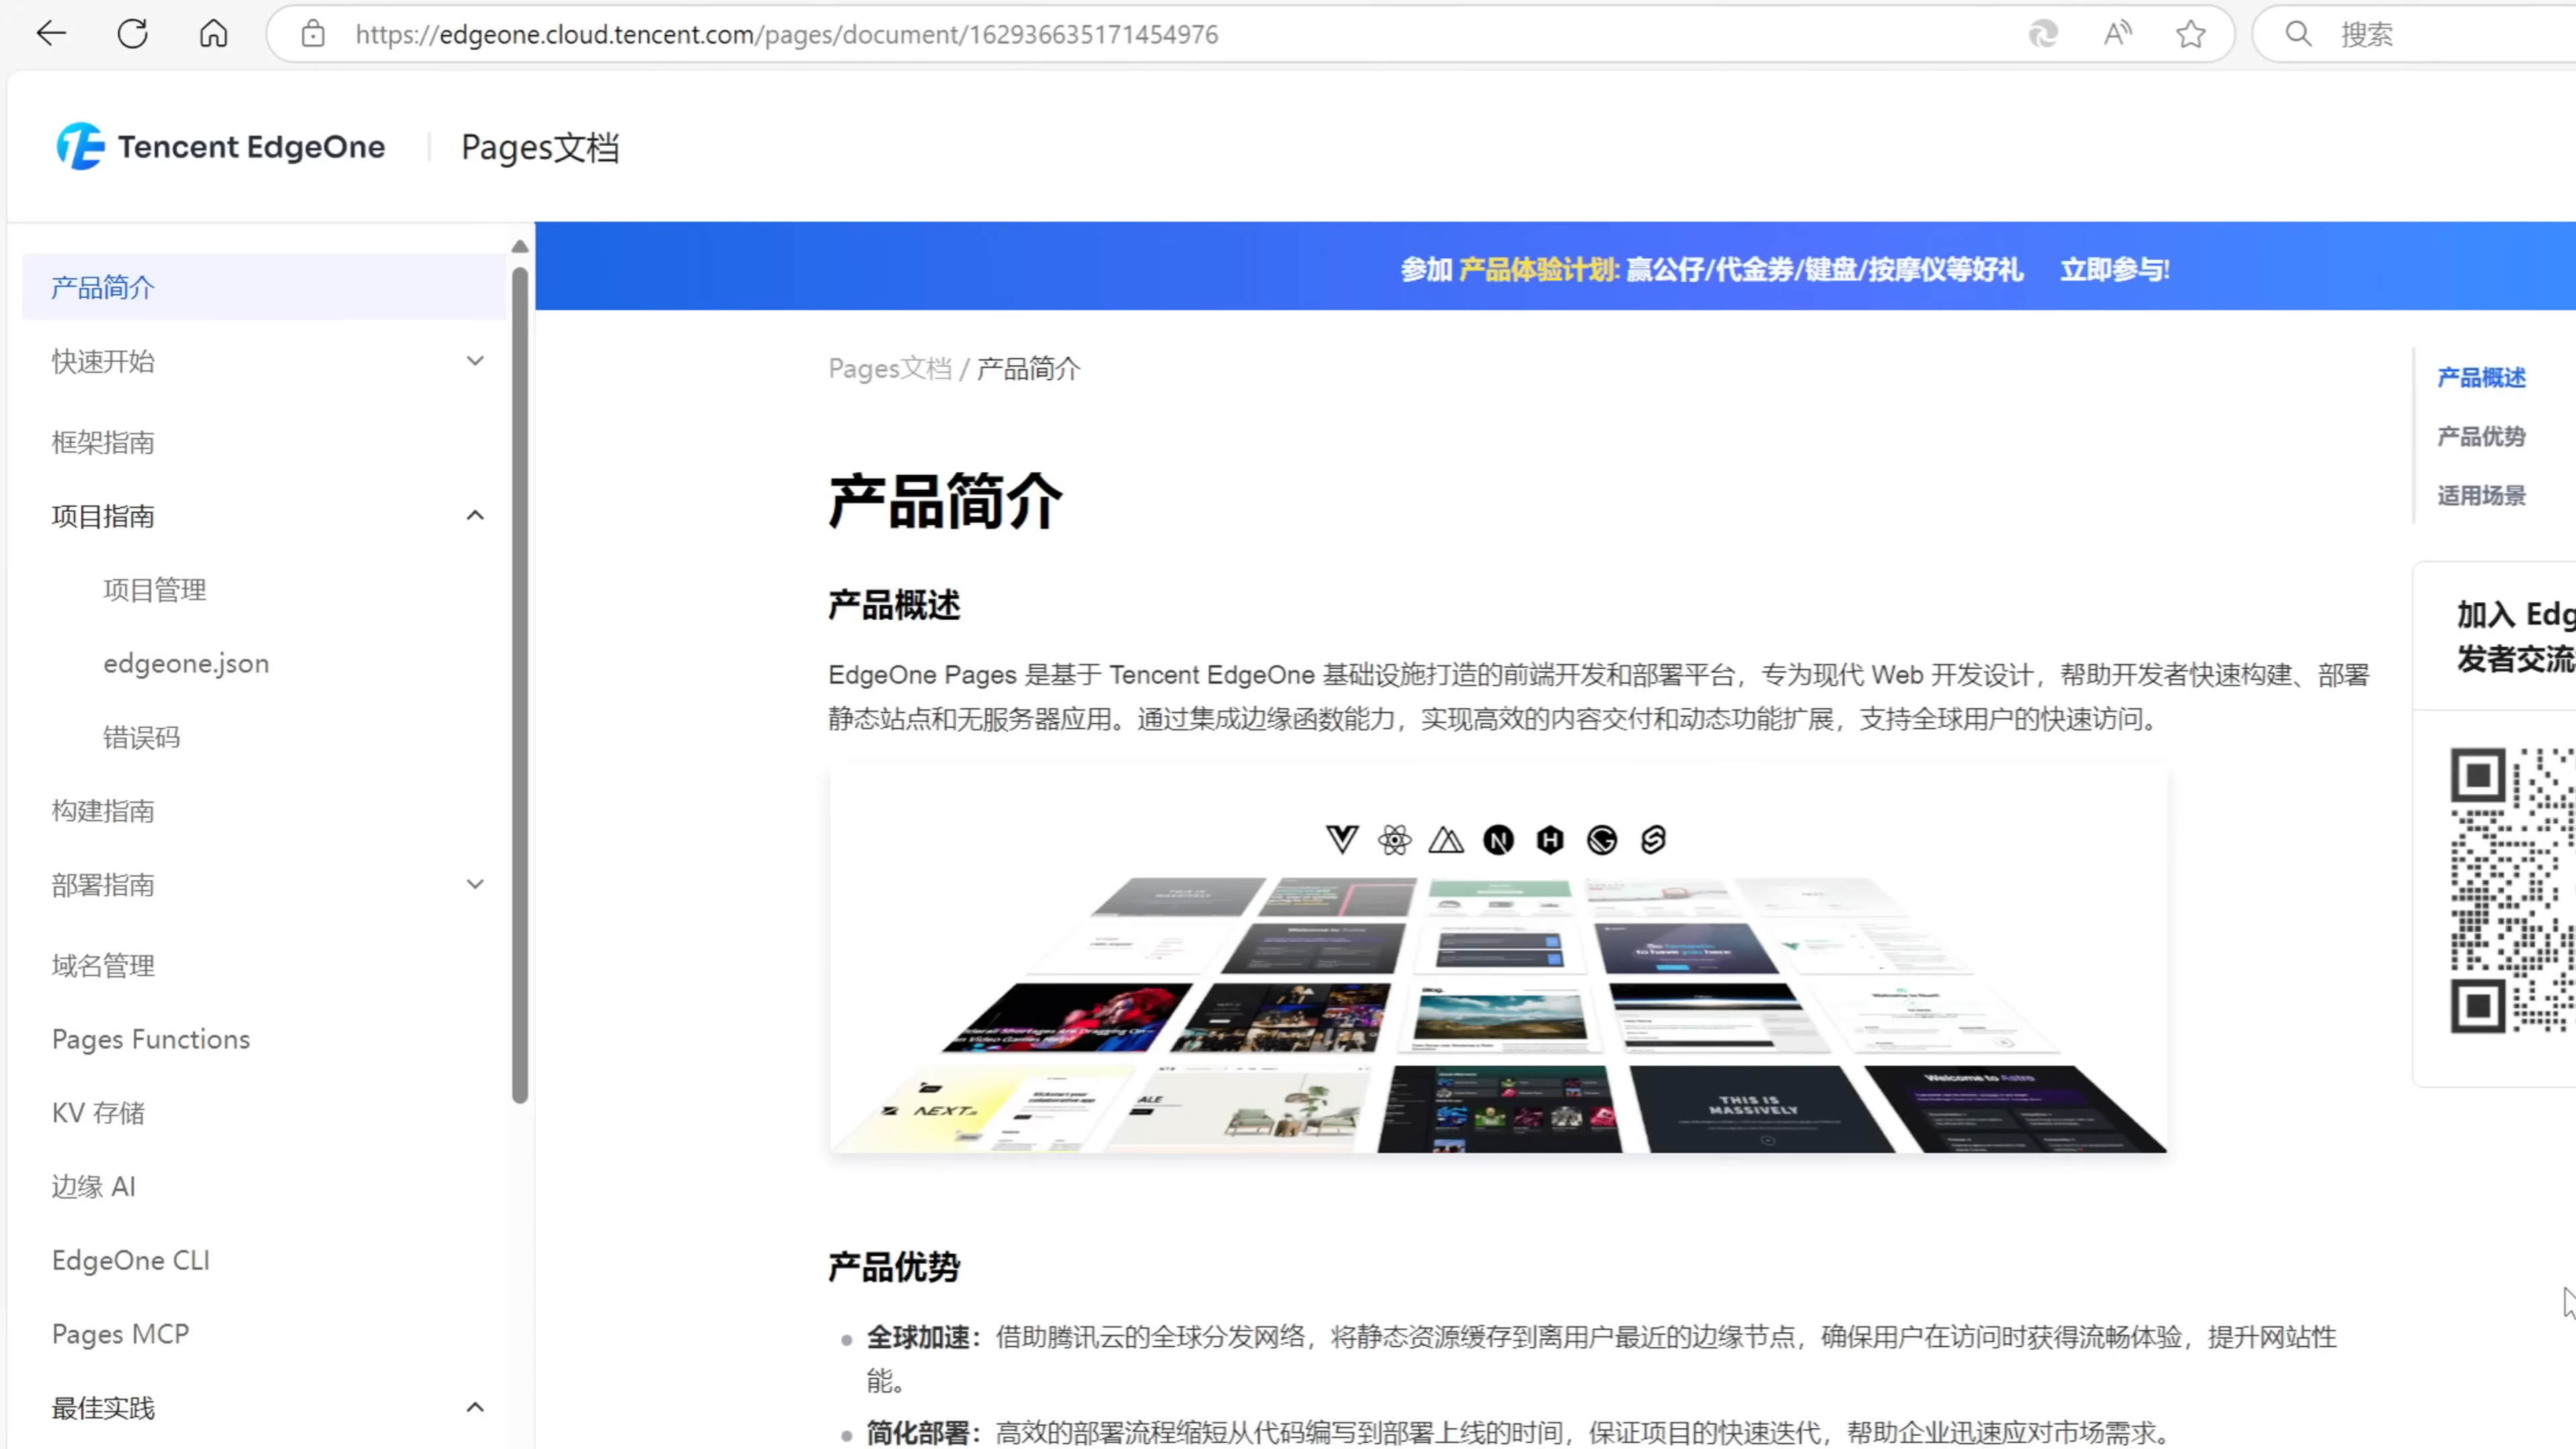 https://edgeone.cloud.tencent.com/pages/document/162936635171454976
搜索
Tencent EdgeOne
Pages文档
参加 产品体验计划: 赢公仔/代金券/键盘/按摩仪等好礼 立即参与!
产品简介
快速开始
框架指南
项目指南
项目管理
edgeone.json
错误码
构建指南
部署指南
域名管理
Pages Functions
KV 存储
边缘 AI
EdgeOne CLI
Pages MCP
最佳实践
Pages文档 / 产品简介
产品简介
产品概述
EdgeOne Pages 是基于 Tencent EdgeOne 基础设施打造的前端开发和部署平台，专为现代 Web 开发设计，帮助开发者快速构建、部署
静态站点和无服务器应用。通过集成边缘函数能力，实现高效的内容交付和动态功能扩展，支持全球用户的快速访问。
So fantastic,
to have you here
Blog.
NEXT
ALE
THIS IS
MASSIVELY
Welcome to Astro
产品优势
全球加速：借助腾讯云的全球分发网络，将静态资源缓存到离用户最近的边缘节点，确保用户在访问时获得流畅体验，提升网站性
能。
简化部署：高效的部署流程缩短从代码编写到部署上线的时间，保证项目的快速迭代，帮助企业迅速应对市场需求。
产品概述
产品优势
适用场景
加入 Edg
发者交流